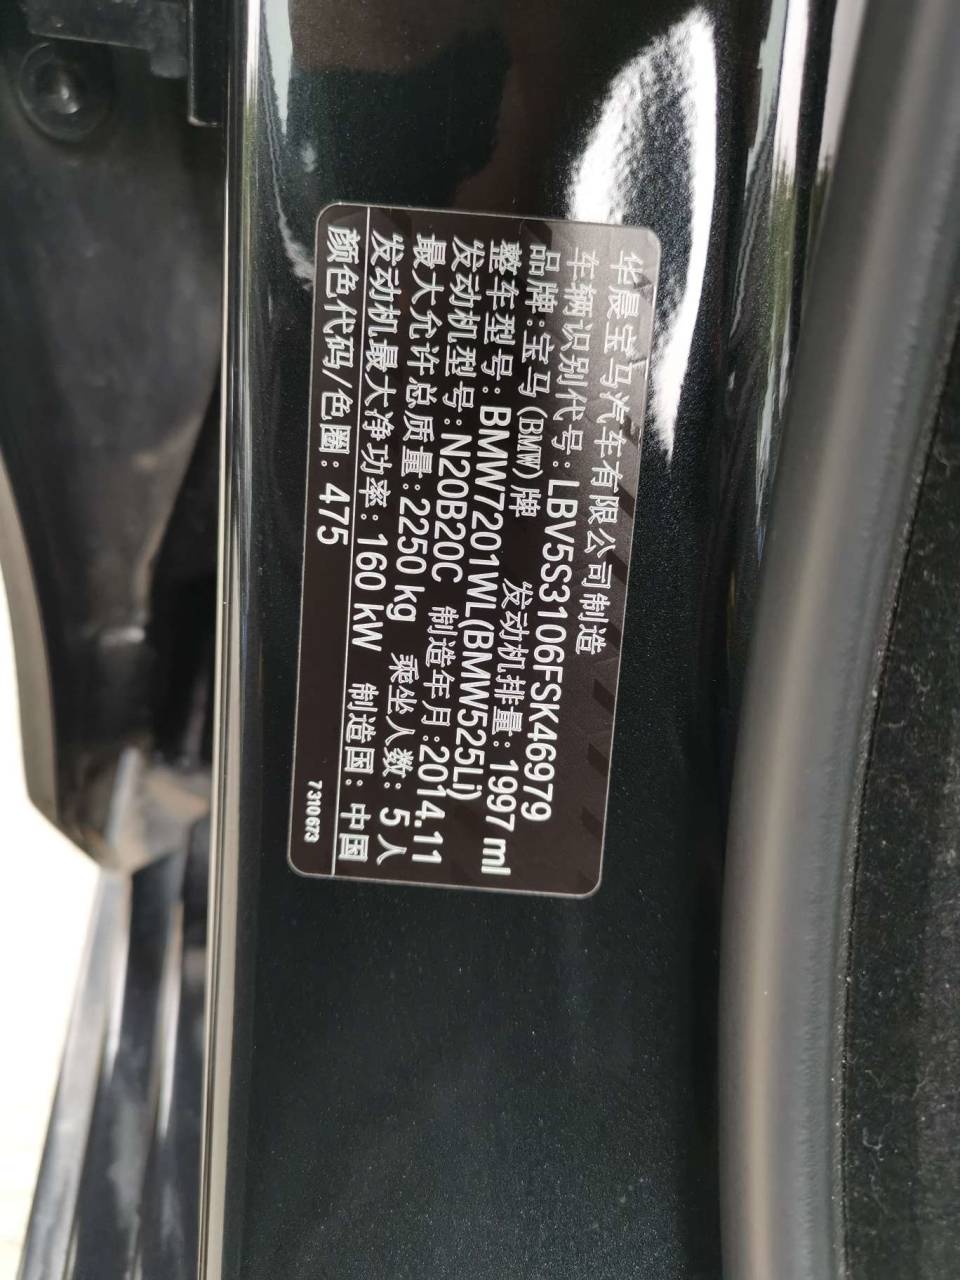 华晨宝马汽车有限公司制造
车辆识别代号:LBV5S3106FSK46979
品牌:宝马(BMW)牌 发动机排量:1997 ml
整车型号:BMW7201WL(BMW525Li)
发动机型号:N20B20C 制造年月:2014.11
最大允许总质量:2250 kg 乘坐人数: 5人
发动机最大净功率:160 kW 制造国: 中国
颜色代码/色圈: 475
7310673